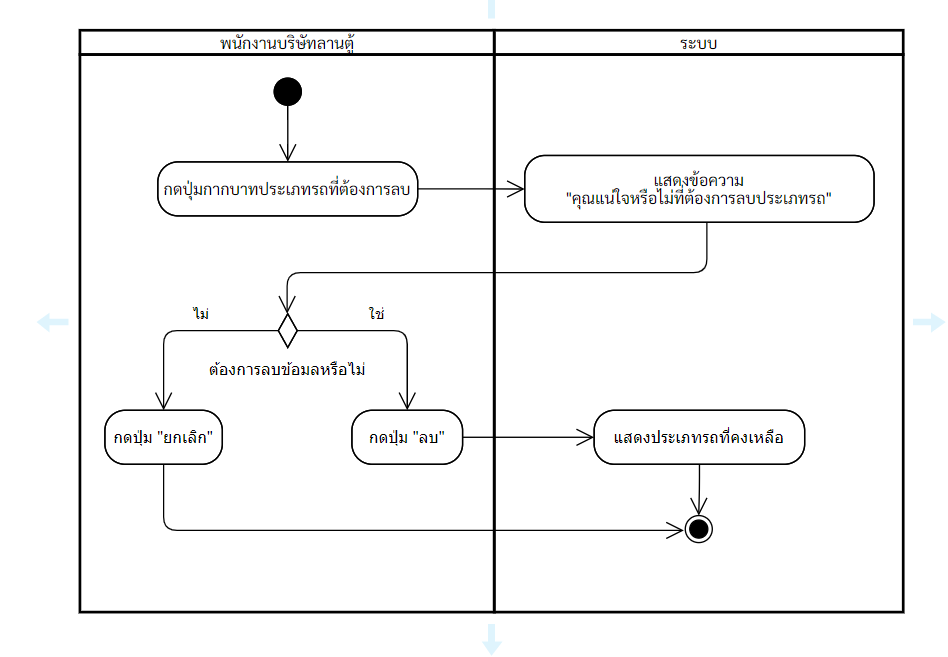 พนักงานบริษัทลานตู้
ระบบ
กดปุ่มกากบาทประเภทรถที่ต้องการลบ
แสดงข้อความ
"คุณแน่ใจหรือไม่ที่ต้องการลบประเภทรถ"
ไม่
ใช่
ต้องการลบข้อมลหรือไม่
กดปุ่ม "ยกเลิก"
กดปุ่ม "ลบ"
แสดงประเภทรถที่คงเหลือ